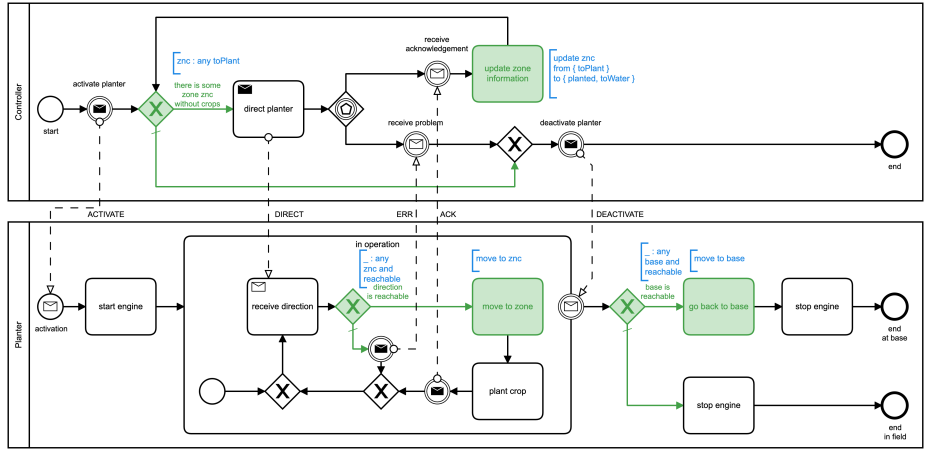 Controller
receive
acknowledgement
znc : any toPlant
update zone
information
update znc
from { toPlant }
to { planted, toWater }
activate planter
there is some
zone znc
without crops
direct planter
start
receive problem
deactivate planter
end
ACTIVATE
DIRECT
ERR
ACK
DEACTIVATE
Planter
in operation
_ : any
znc and
reachable
direction
is reachable
move to znc
_ : any
base and
reachable
base is
reachable
move to base
activation
start engine
receive direction
move to zone
go back to base
stop engine
end
at base
plant crop
stop engine
end
in field